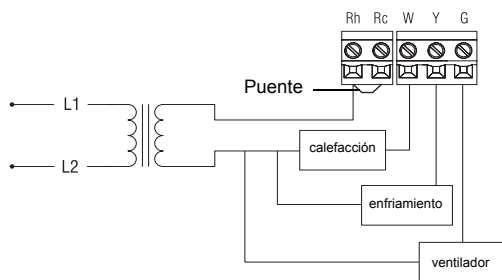 Rh Rc W Y G
Puente
L1
calefacción
L2
enfriamiento
ventilador